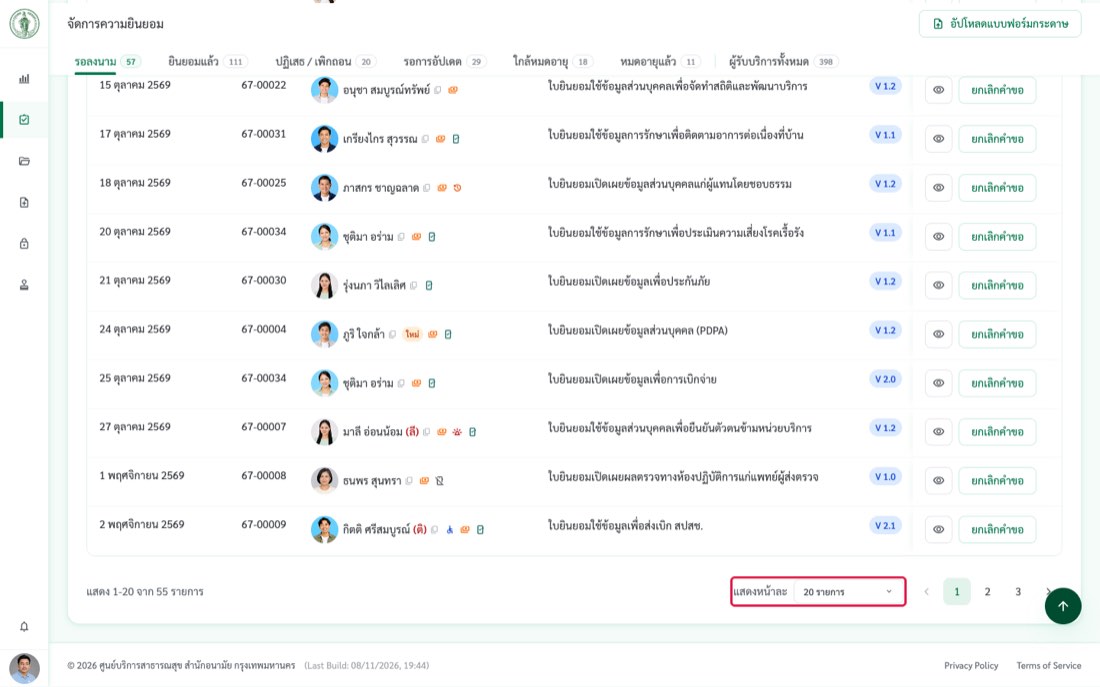 จัดการความยินยอม
อัปโหลดแบบฟอร์มกระดาษ
รอลงนาม 57 ยินยอมแล้ว 111 ปฏิเสธ / เพิกถอน 20 รอการอัปเดต 29 ใกล้หมดอายุ 18 หมดอายุแล้ว 11 ผู้รับบริการทั้งหมด 398
15 ตุลาคม 2569 67-00022 อนุชา สมบูรณ์ทรัพย์ ใบยินยอมใช้ข้อมูลส่วนบุคคลเพื่อจัดทำสถิติและพัฒนาบริการ V 1.2 ยกเลิกคำขอ
17 ตุลาคม 2569 67-00031 เกรียงไกร สุวรรณ ใบยินยอมใช้ข้อมูลการรักษาเพื่อติดตามอาการต่อเนื่องที่บ้าน V 1.1 ยกเลิกคำขอ
18 ตุลาคม 2569 67-00025 ภาสกร ชาญฉลาด ใบยินยอมเปิดเผยข้อมูลส่วนบุคคลแก่ผู้แทนโดยชอบธรรม V 1.2 ยกเลิกคำขอ
20 ตุลาคม 2569 67-00034 ชุติมา อร่าม ใบยินยอมใช้ข้อมูลการรักษาเพื่อประเมินความเสี่ยงโรคเรื้อรัง V 1.1 ยกเลิกคำขอ
21 ตุลาคม 2569 67-00030 รุ่งนภา วิไลเลิศ ใบยินยอมเปิดเผยข้อมูลเพื่อประกันภัย V 1.2 ยกเลิกคำขอ
24 ตุลาคม 2569 67-00004 ภูริ ใจกล้า ใหม่ ใบยินยอมเปิดเผยข้อมูลส่วนบุคคล (PDPA) V 1.2 ยกเลิกคำขอ
25 ตุลาคม 2569 67-00034 ชุติมา อร่าม ใบยินยอมเปิดเผยข้อมูลเพื่อการเบิกจ่าย V 2.0 ยกเลิกคำขอ
27 ตุลาคม 2569 67-00007 มาลี อ่อนน้อม (ลี) ใบยินยอมใช้ข้อมูลส่วนบุคคลเพื่อยืนยันตัวตนข้ามหน่วยบริการ V 1.2 ยกเลิกคำขอ
1 พฤศจิกายน 2569 67-00008 ธนพร สุนทรา ใบยินยอมเปิดเผยผลตรวจทางห้องปฏิบัติการแก่แพทย์ผู้ส่งตรวจ V 1.0 ยกเลิกคำขอ
2 พฤศจิกายน 2569 67-00009 กิตติ ศรีสมบูรณ์ (ติ) ใบยินยอมใช้ข้อมูลเพื่อส่งเบิก สปสช. V 2.1 ยกเลิกคำขอ
แสดง 1-20 จาก 55 รายการ แสดงหน้าละ 20 รายการ 1 2 3
© 2026 ศูนย์บริการสาธารณสุข สำนักอนามัย กรุงเทพมหานคร (Last Build: 08/11/2026, 19:44) Privacy Policy Terms of Service